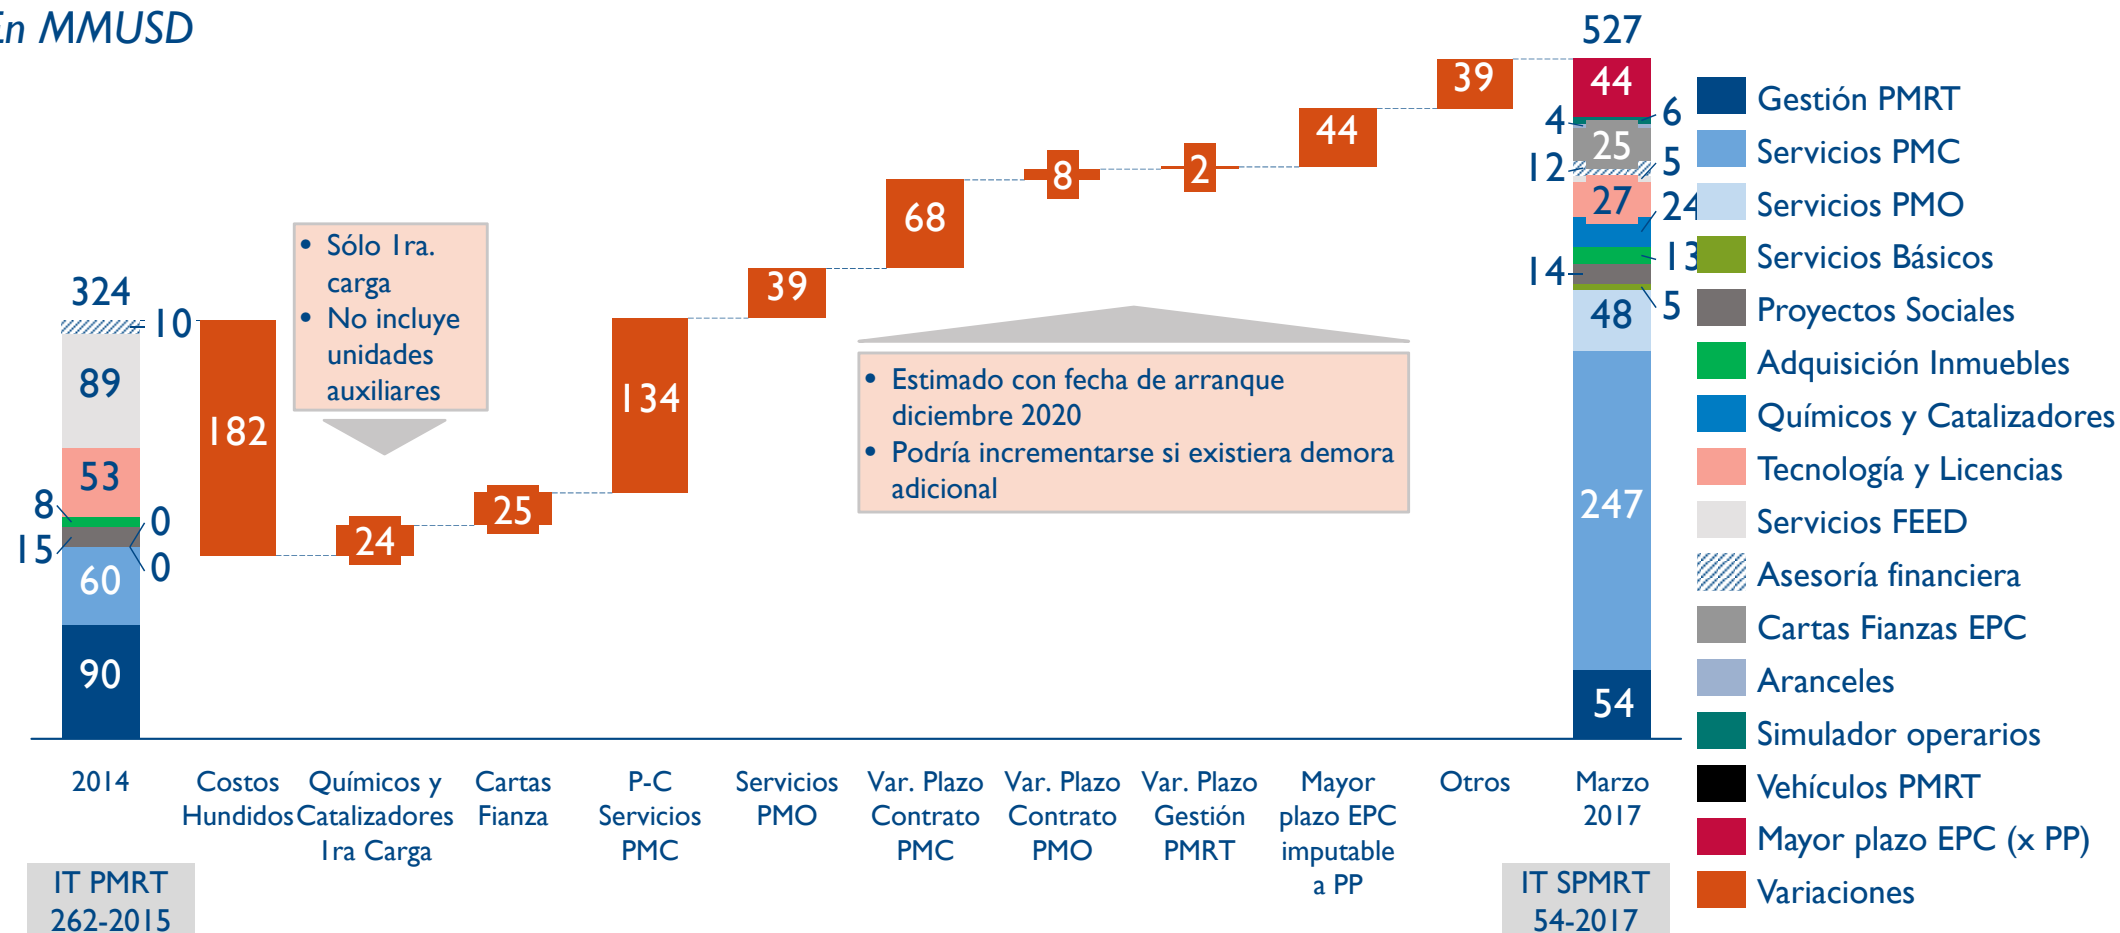 En MMUSD
527
39
44
44
4
6
25
12
5
27
24
13
14
5
48
247
54
8
2
68
39
134
25
24
182
• Sólo 1ra.
carga
• No incluye
unidades
auxiliares
• Estimado con fecha de arranque
diciembre 2020
• Podría incrementarse si existiera demora
adicional
324
10
89
53
8
0
15
0
60
90
Gestión PMRT
Servicios PMC
Servicios PMO
Servicios Básicos
Proyectos Sociales
Adquisición Inmuebles
Químicos y Catalizadores
Tecnología y Licencias
Servicios FEED
Asesoría financiera
Cartas Fianzas EPC
Aranceles
Simulador operarios
Vehículos PMRT
Mayor plazo EPC (x PP)
Variaciones
2014
Costos
Hundidos
Químicos y
Catalizadores
1ra Carga
Cartas
Fianza
P-C
Servicios
PMC
Servicios
PMO
Var. Plazo
Contrato
PMC
Var. Plazo
Contrato
PMO
Var. Plazo
Gestión
PMRT
Mayor
plazo EPC
imputable
a PP
Otros
Marzo
2017
IT PMRT
262-2015
IT SPMRT
54-2017